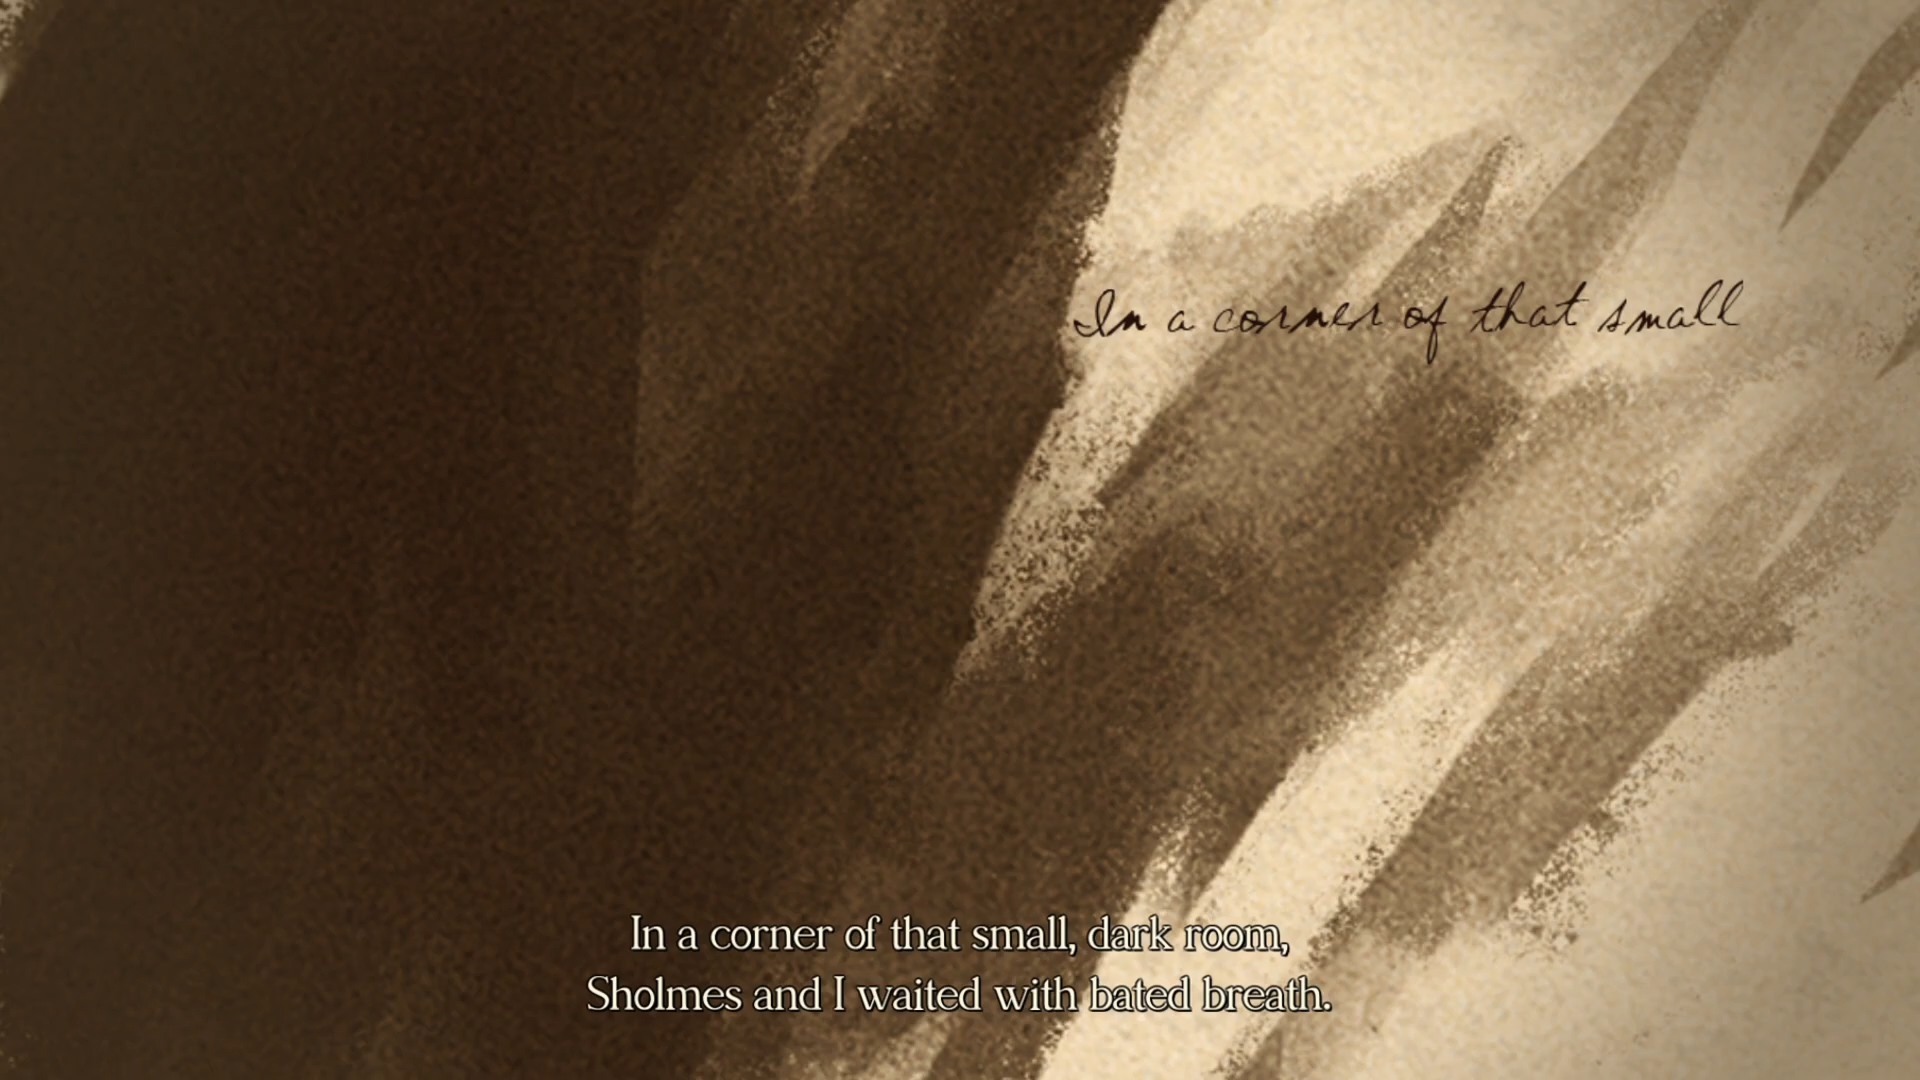 In a corner of that small
In a corner of that small, dark room,
Sholmes and I waited with bated breath.